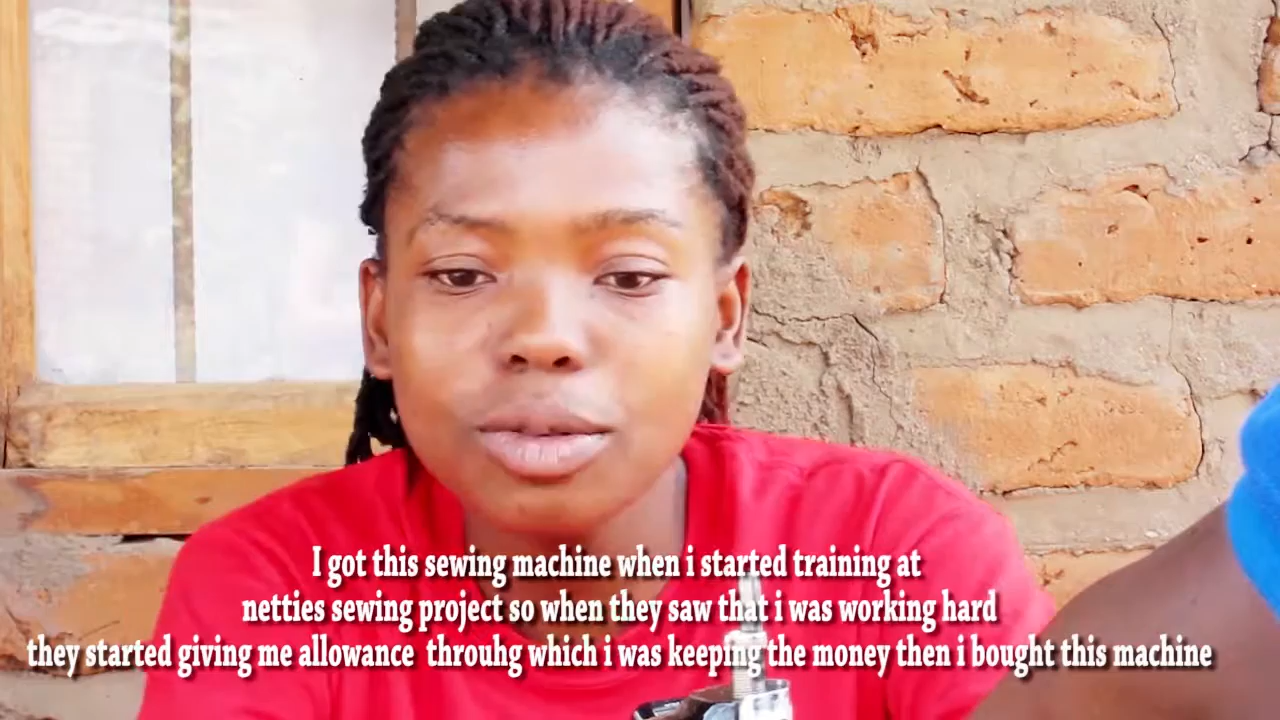 I got this sewing machine when i started training at
netties sewing project so when they saw that i was working hard
they started giving me allowance throuhg which i was keeping the money then i bought this machine